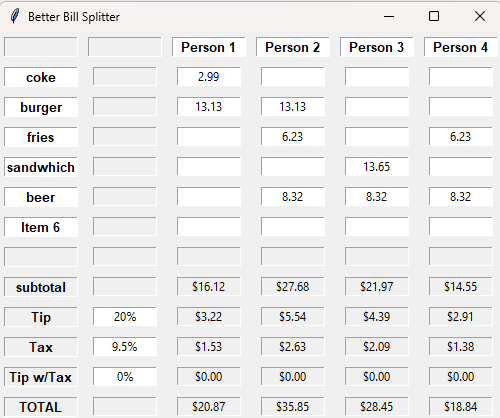 Better Bill Splitter
Person 1 Person 2 Person 3 Person 4
coke 2.99
burger 13.13 13.13
fries 6.23 6.23
sandwhich 13.65
beer 8.32 8.32 8.32
Item 6
subtotal $16.12 $27.68 $21.97 $14.55
Tip 20% $3.22 $5.54 $4.39 $2.91
Tax 9.5% $1.53 $2.63 $2.09 $1.38
Tip w/Tax 0% $0.00 $0.00 $0.00 $0.00
TOTAL $20.87 $35.85 $28.45 $18.84